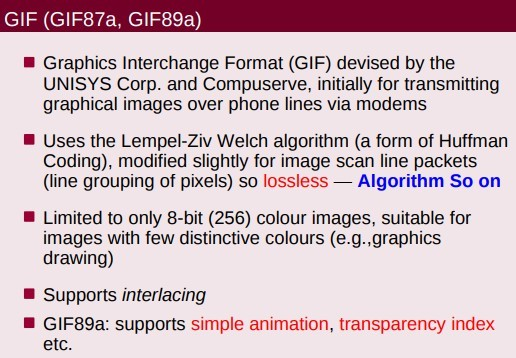 GIF (GIF87a, GIF89a)
Graphics Interchange Format (GIF) devised by the
UNISYS Corp. and Compuserve, initially for transmitting
graphical images over phone lines via modems
Uses the Lempel-Ziv Welch algorithm (a form of Huffman
Coding), modified slightly for image scan line packets
(line grouping of pixels) so lossless — Algorithm So on
Limited to only 8-bit (256) colour images, suitable for
images with few distinctive colours (e.g.,graphics
drawing)
Supports interlacing
GIF89a: supports simple animation, transparency index
etc.